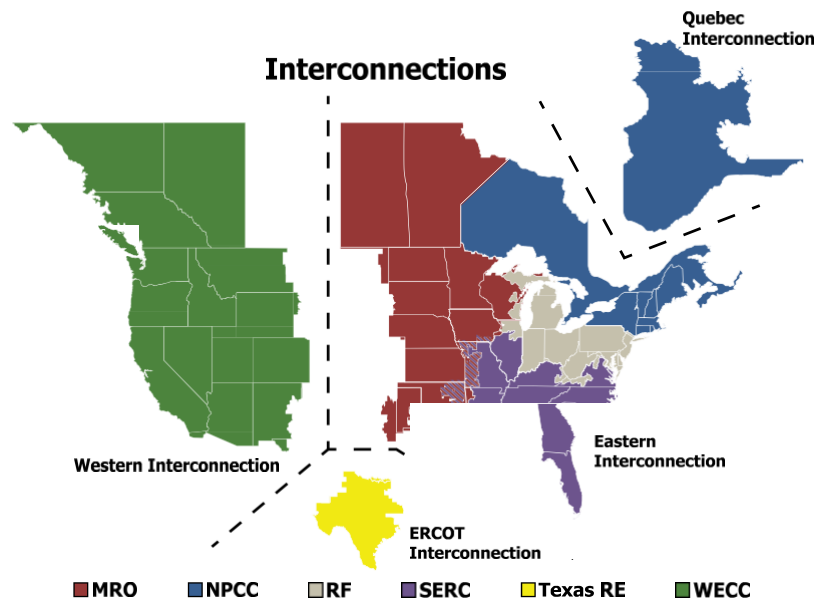 Quebec
Interconnection
Interconnections
Western Interconnection
Eastern
Interconnection
ERCOT
Interconnection
MRO NPCC RF SERC Texas RE WECC